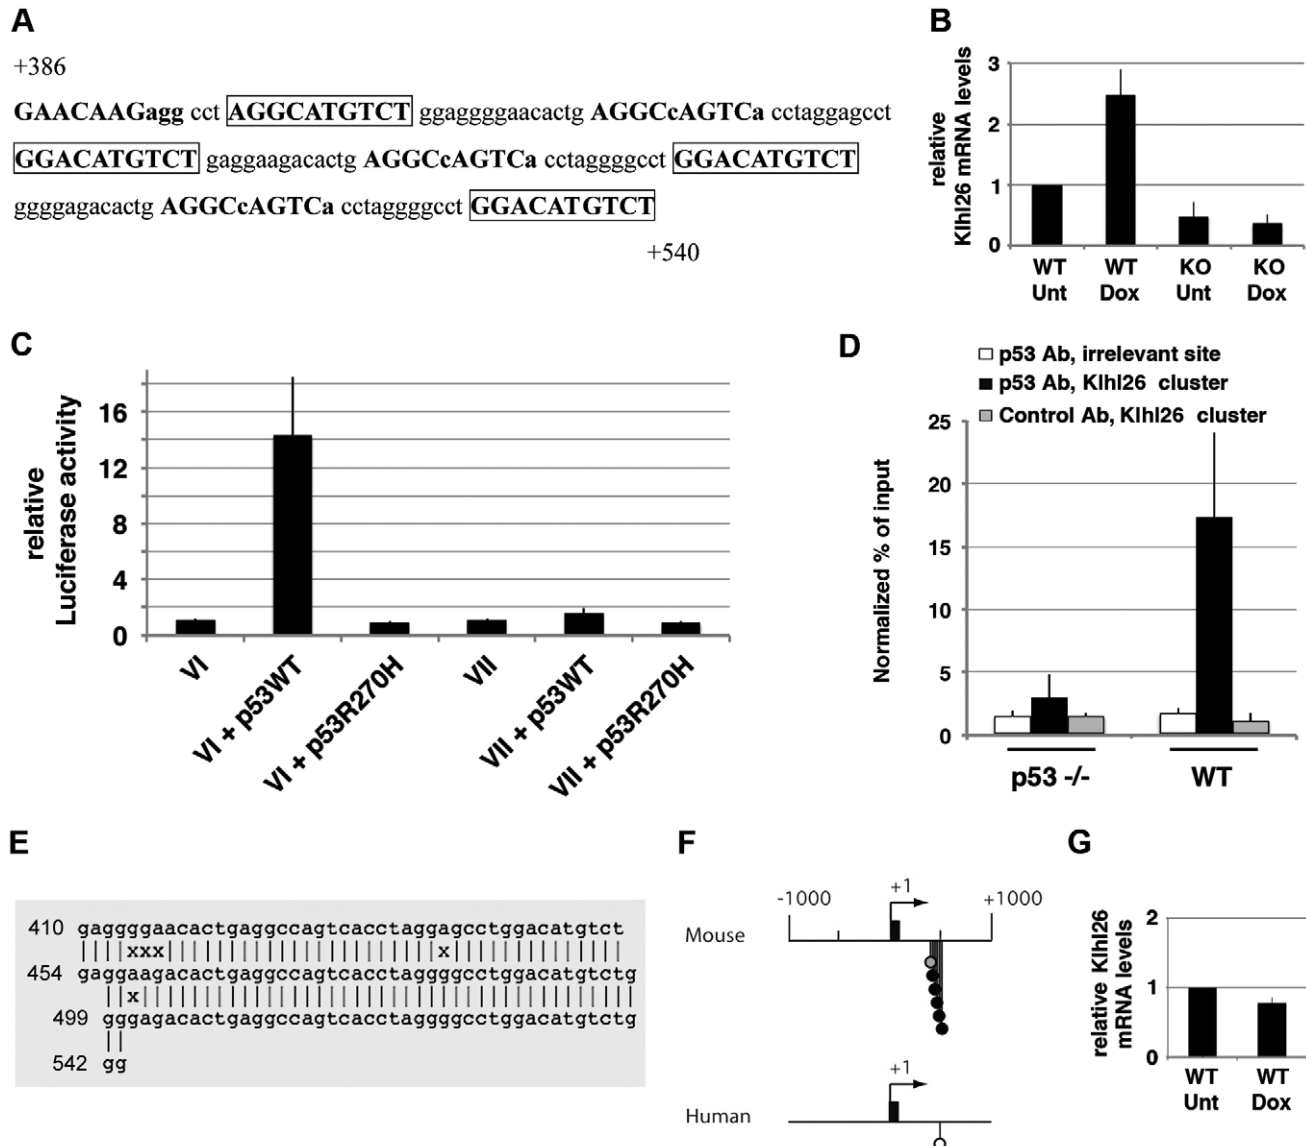 A
+386
GAACAAGagg cct AGGCATGTCT ggaggggaacactg AGGCcAGTCa cctaggagcct
GGACATGTCT gaggaagacactg AGGCcAGTCa cctaggggcct GGACATGTCT
ggggagacactg AGGCcAGTCa cctaggggcct GGACATGTCT
+540
B
relative
Klhl26 mRNA levels
3
2
1
0
WT Unt
WT Dox
KO Unt
KO Dox
C
relative
Luciferase activity
16
12
8
4
0
VI
VI + p53WT
VI + p53R270H
VII
VII + p53WT
VII + p53R270H
D
p53 Ab, irrelevant site
p53 Ab, Klhl26 cluster
Control Ab, Klhl26 cluster
Normalized % of input
25
20
15
10
5
0
p53 -/-
WT
E
410 gaggggaacactgaggccagtcacctaggagcctggacatgtct
xxx x
454 gaggaagacactgaggccagtcacctaggggcctggacatgtctg
x
499 gggagacactgaggccagtcacctaggggcctggacatgtctg
542 gg
F
-1000
+1
+1000
Mouse
+1
Human
G
relative Klhl26
mRNA levels
2
1
0
WT Unt
WT Dox